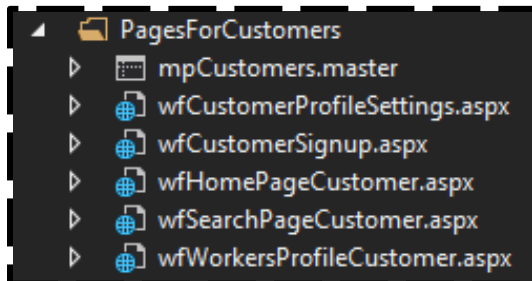 PagesForCustomers
mpCustomers.master
wfCustomerProfileSettings.aspx
wfCustomerSignup.aspx
wfHomePageCustomer.aspx
wfSearchPageCustomer.aspx
wfWorkersProfileCustomer.aspx